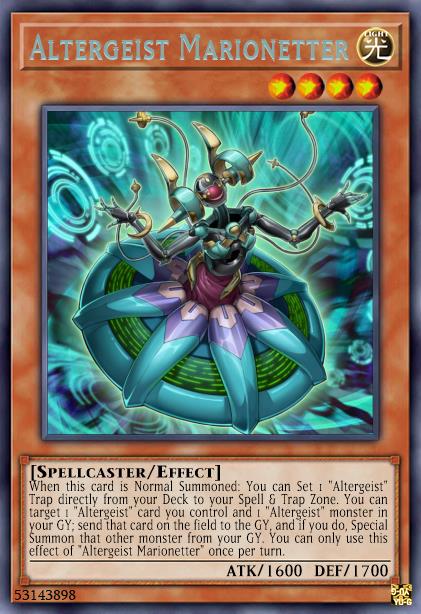 ALTERGEIST MARIONETTER
LIGHT
光
[SPELLCASTER/EFFECT]
When this card is Normal Summoned: You can Set 1 "Altergeist"
Trap directly from your Deck to your Spell & Trap Zone. You can
target 1 "Altergeist" card you control and 1 "Altergeist" monster in
your GY; send that card on the field to the GY, and if you do, Special
Summon that other monster from your GY. You can only use this
effect of "Altergeist Marionetter" once per turn.
ATK/1600 DEF/1700
53143898